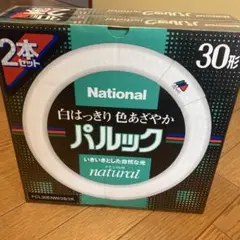 2本
セット
30形
National
白はっきり 色あざやか
パルック
いきいきとした自然な光
natural